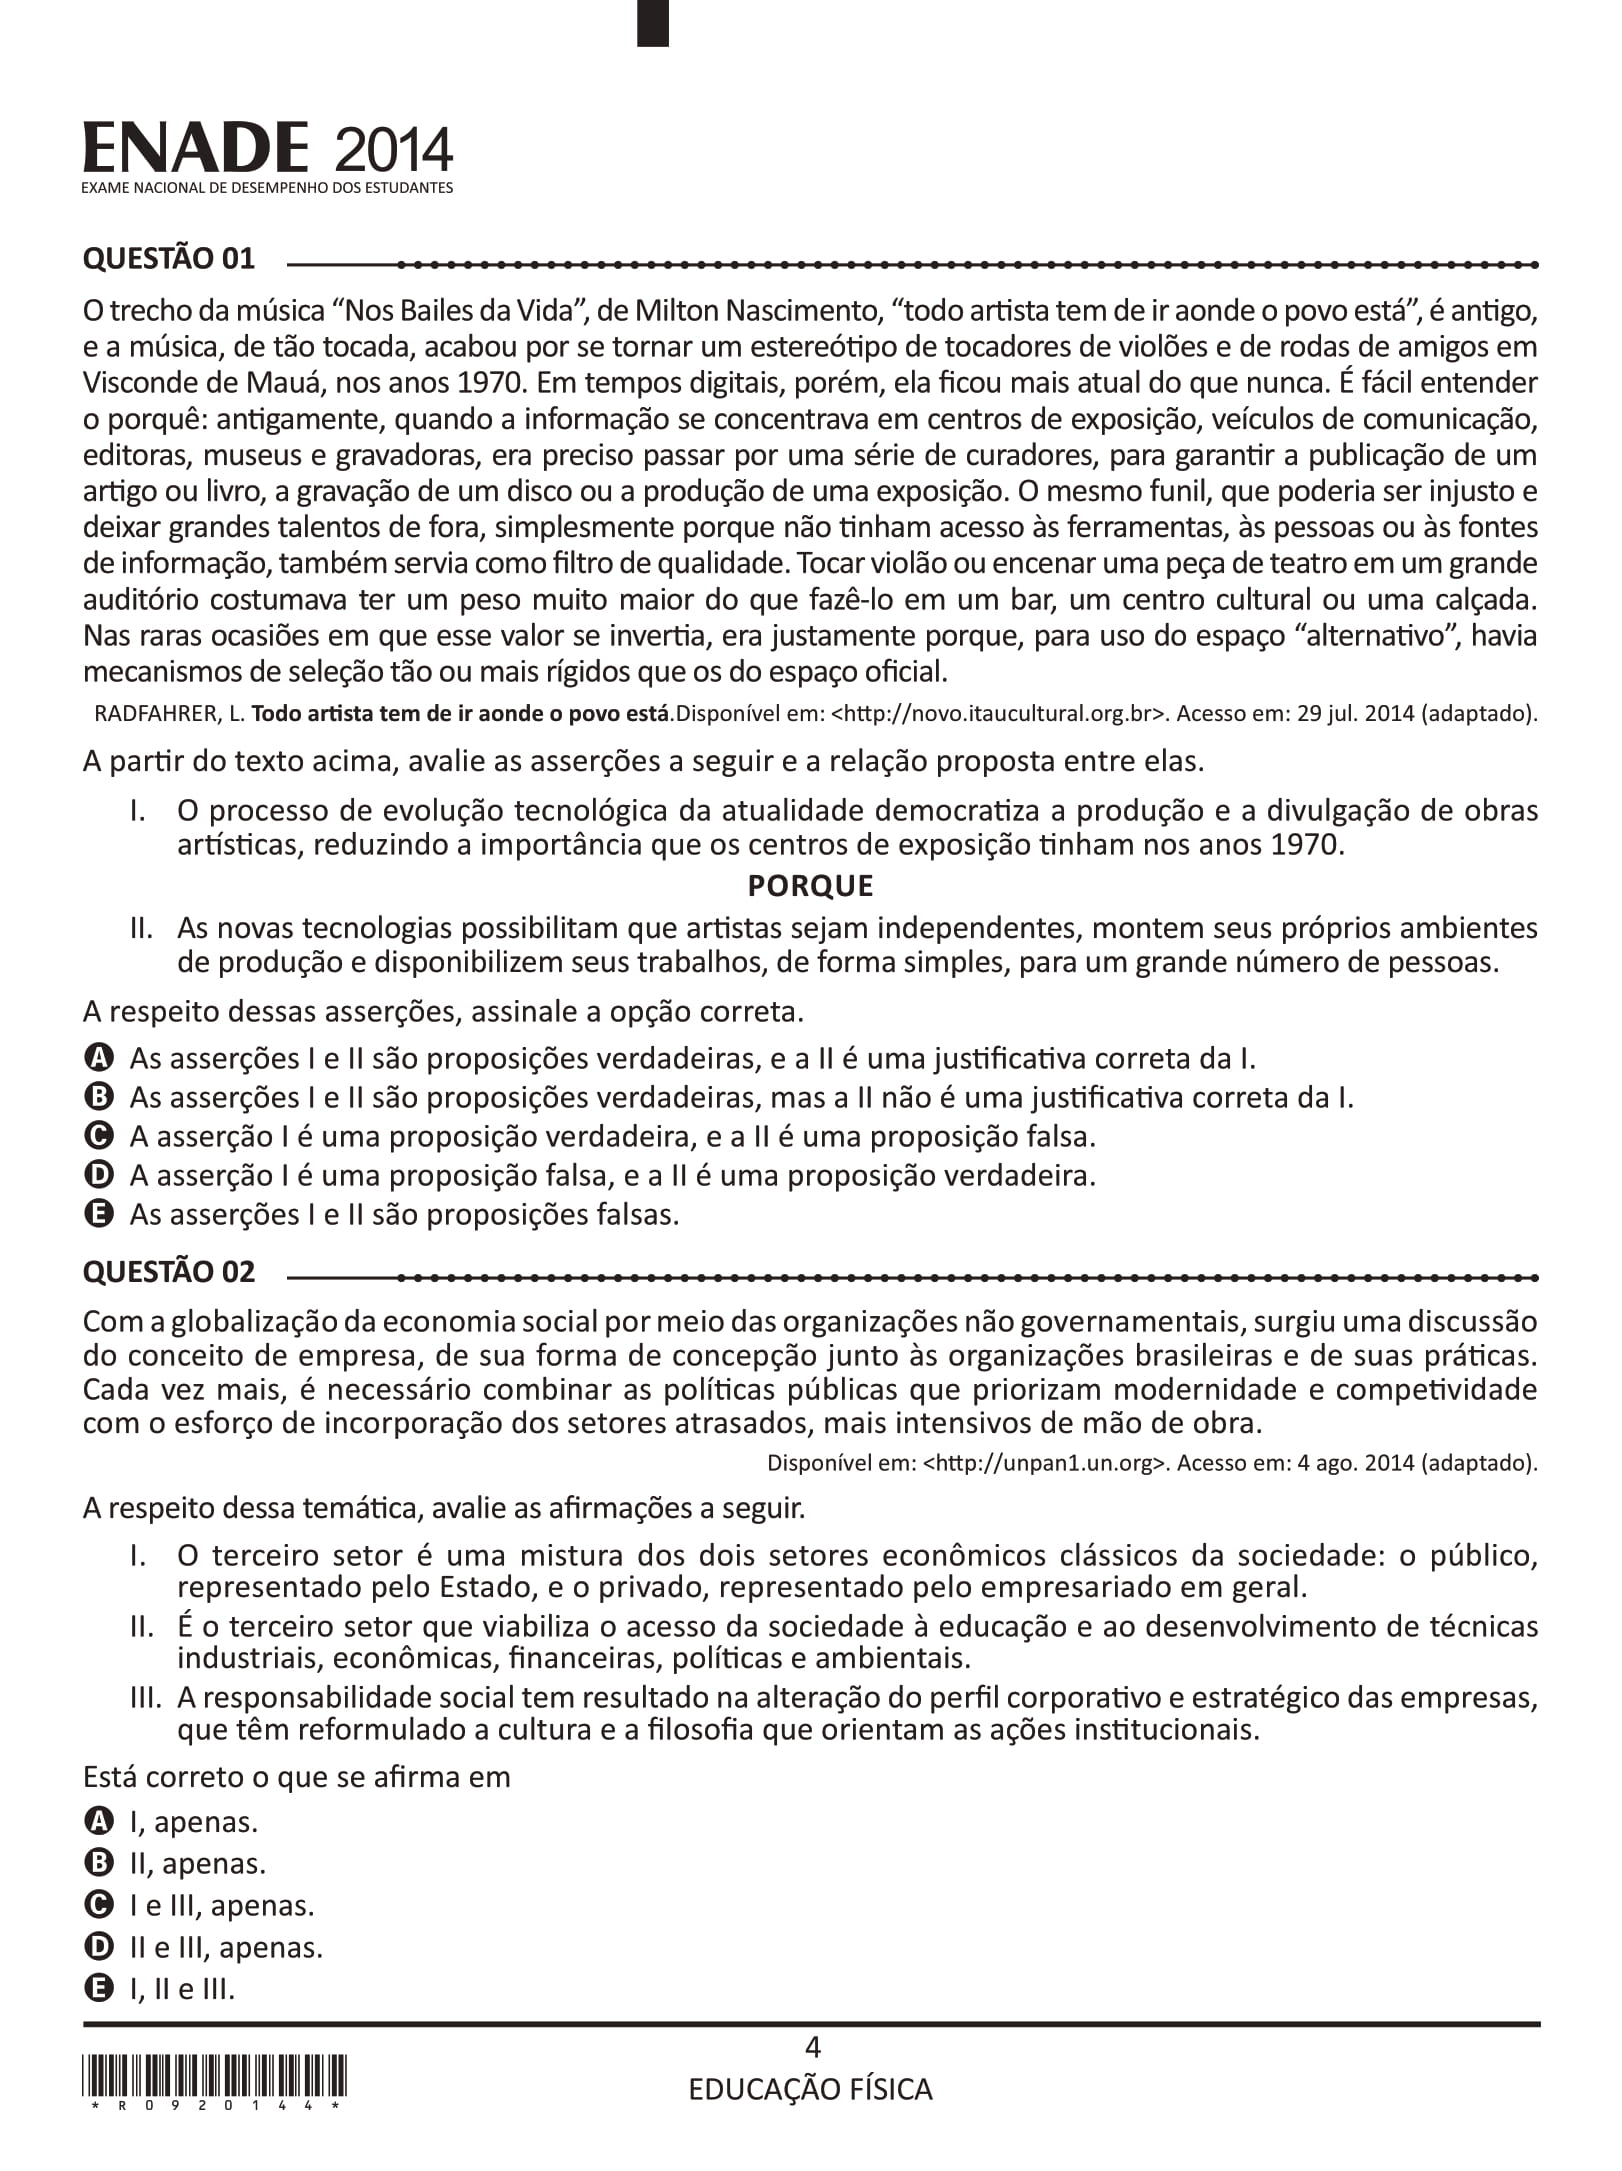 ENADE 2014
EXAME NACIONAL DE DESEMPENHO DOS ESTUDANTES
QUESTÃO 01
O trecho da música “Nos Bailes da Vida”, de Milton Nascimento, “todo artista tem de ir aonde o povo está”, é antigo,
e a música, de tão tocada, acabou por se tornar um estereótipo de tocadores de violões e de rodas de amigos em
Visconde de Mauá, nos anos 1970. Em tempos digitais, porém, ela ficou mais atual do que nunca. É fácil entender
o porquê: antigamente, quando a informação se concentrava em centros de exposição, veículos de comunicação,
editoras, museus e gravadoras, era preciso passar por uma série de curadores, para garantir a publicação de um
artigo ou livro, a gravação de um disco ou a produção de uma exposição. O mesmo funil, que poderia ser injusto e
deixar grandes talentos de fora, simplesmente porque não tinham acesso às ferramentas, às pessoas ou às fontes
de informação, também servia como filtro de qualidade. Tocar violão ou encenar uma peça de teatro em um grande
auditório costumava ter um peso muito maior do que fazê-lo em um bar, um centro cultural ou uma calçada.
Nas raras ocasiões em que esse valor se invertia, era justamente porque, para uso do espaço “alternativo”, havia
mecanismos de seleção tão ou mais rígidos que os do espaço oficial.
RADFAHRER, L. Todo artista tem de ir aonde o povo está.Disponível em: <http://novo.itaucultural.org.br>. Acesso em: 29 jul. 2014 (adaptado).
A partir do texto acima, avalie as asserções a seguir e a relação proposta entre elas.
I. O processo de evolução tecnológica da atualidade democratiza a produção e a divulgação de obras
artísticas, reduzindo a importância que os centros de exposição tinham nos anos 1970.
PORQUE
II. As novas tecnologias possibilitam que artistas sejam independentes, montem seus próprios ambientes
de produção e disponibilizem seus trabalhos, de forma simples, para um grande número de pessoas.
A respeito dessas asserções, assinale a opção correta.
A As asserções I e II são proposições verdadeiras, e a II é uma justificativa correta da I.
B As asserções I e II são proposições verdadeiras, mas a II não é uma justificativa correta da I.
C A asserção I é uma proposição verdadeira, e a II é uma proposição falsa.
D A asserção I é uma proposição falsa, e a II é uma proposição verdadeira.
E As asserções I e II são proposições falsas.
QUESTÃO 02
Com a globalização da economia social por meio das organizações não governamentais, surgiu uma discussão
do conceito de empresa, de sua forma de concepção junto às organizações brasileiras e de suas práticas.
Cada vez mais, é necessário combinar as políticas públicas que priorizam modernidade e competividade
com o esforço de incorporação dos setores atrasados, mais intensivos de mão de obra.
Disponível em: <http://unpan1.un.org>. Acesso em: 4 ago. 2014 (adaptado).
A respeito dessa temática, avalie as afirmações a seguir.
I. O terceiro setor é uma mistura dos dois setores econômicos clássicos da sociedade: o público,
representado pelo Estado, e o privado, representado pelo empresariado em geral.
II. É o terceiro setor que viabiliza o acesso da sociedade à educação e ao desenvolvimento de técnicas
industriais, econômicas, financeiras, políticas e ambientais.
III. A responsabilidade social tem resultado na alteração do perfil corporativo e estratégico das empresas,
que têm reformulado a cultura e a filosofia que orientam as ações institucionais.
Está correto o que se afirma em
A I, apenas.
B II, apenas.
C I e III, apenas.
D II e III, apenas.
E I, II e III.
4
EDUCAÇÃO FÍSICA
*R0920144*